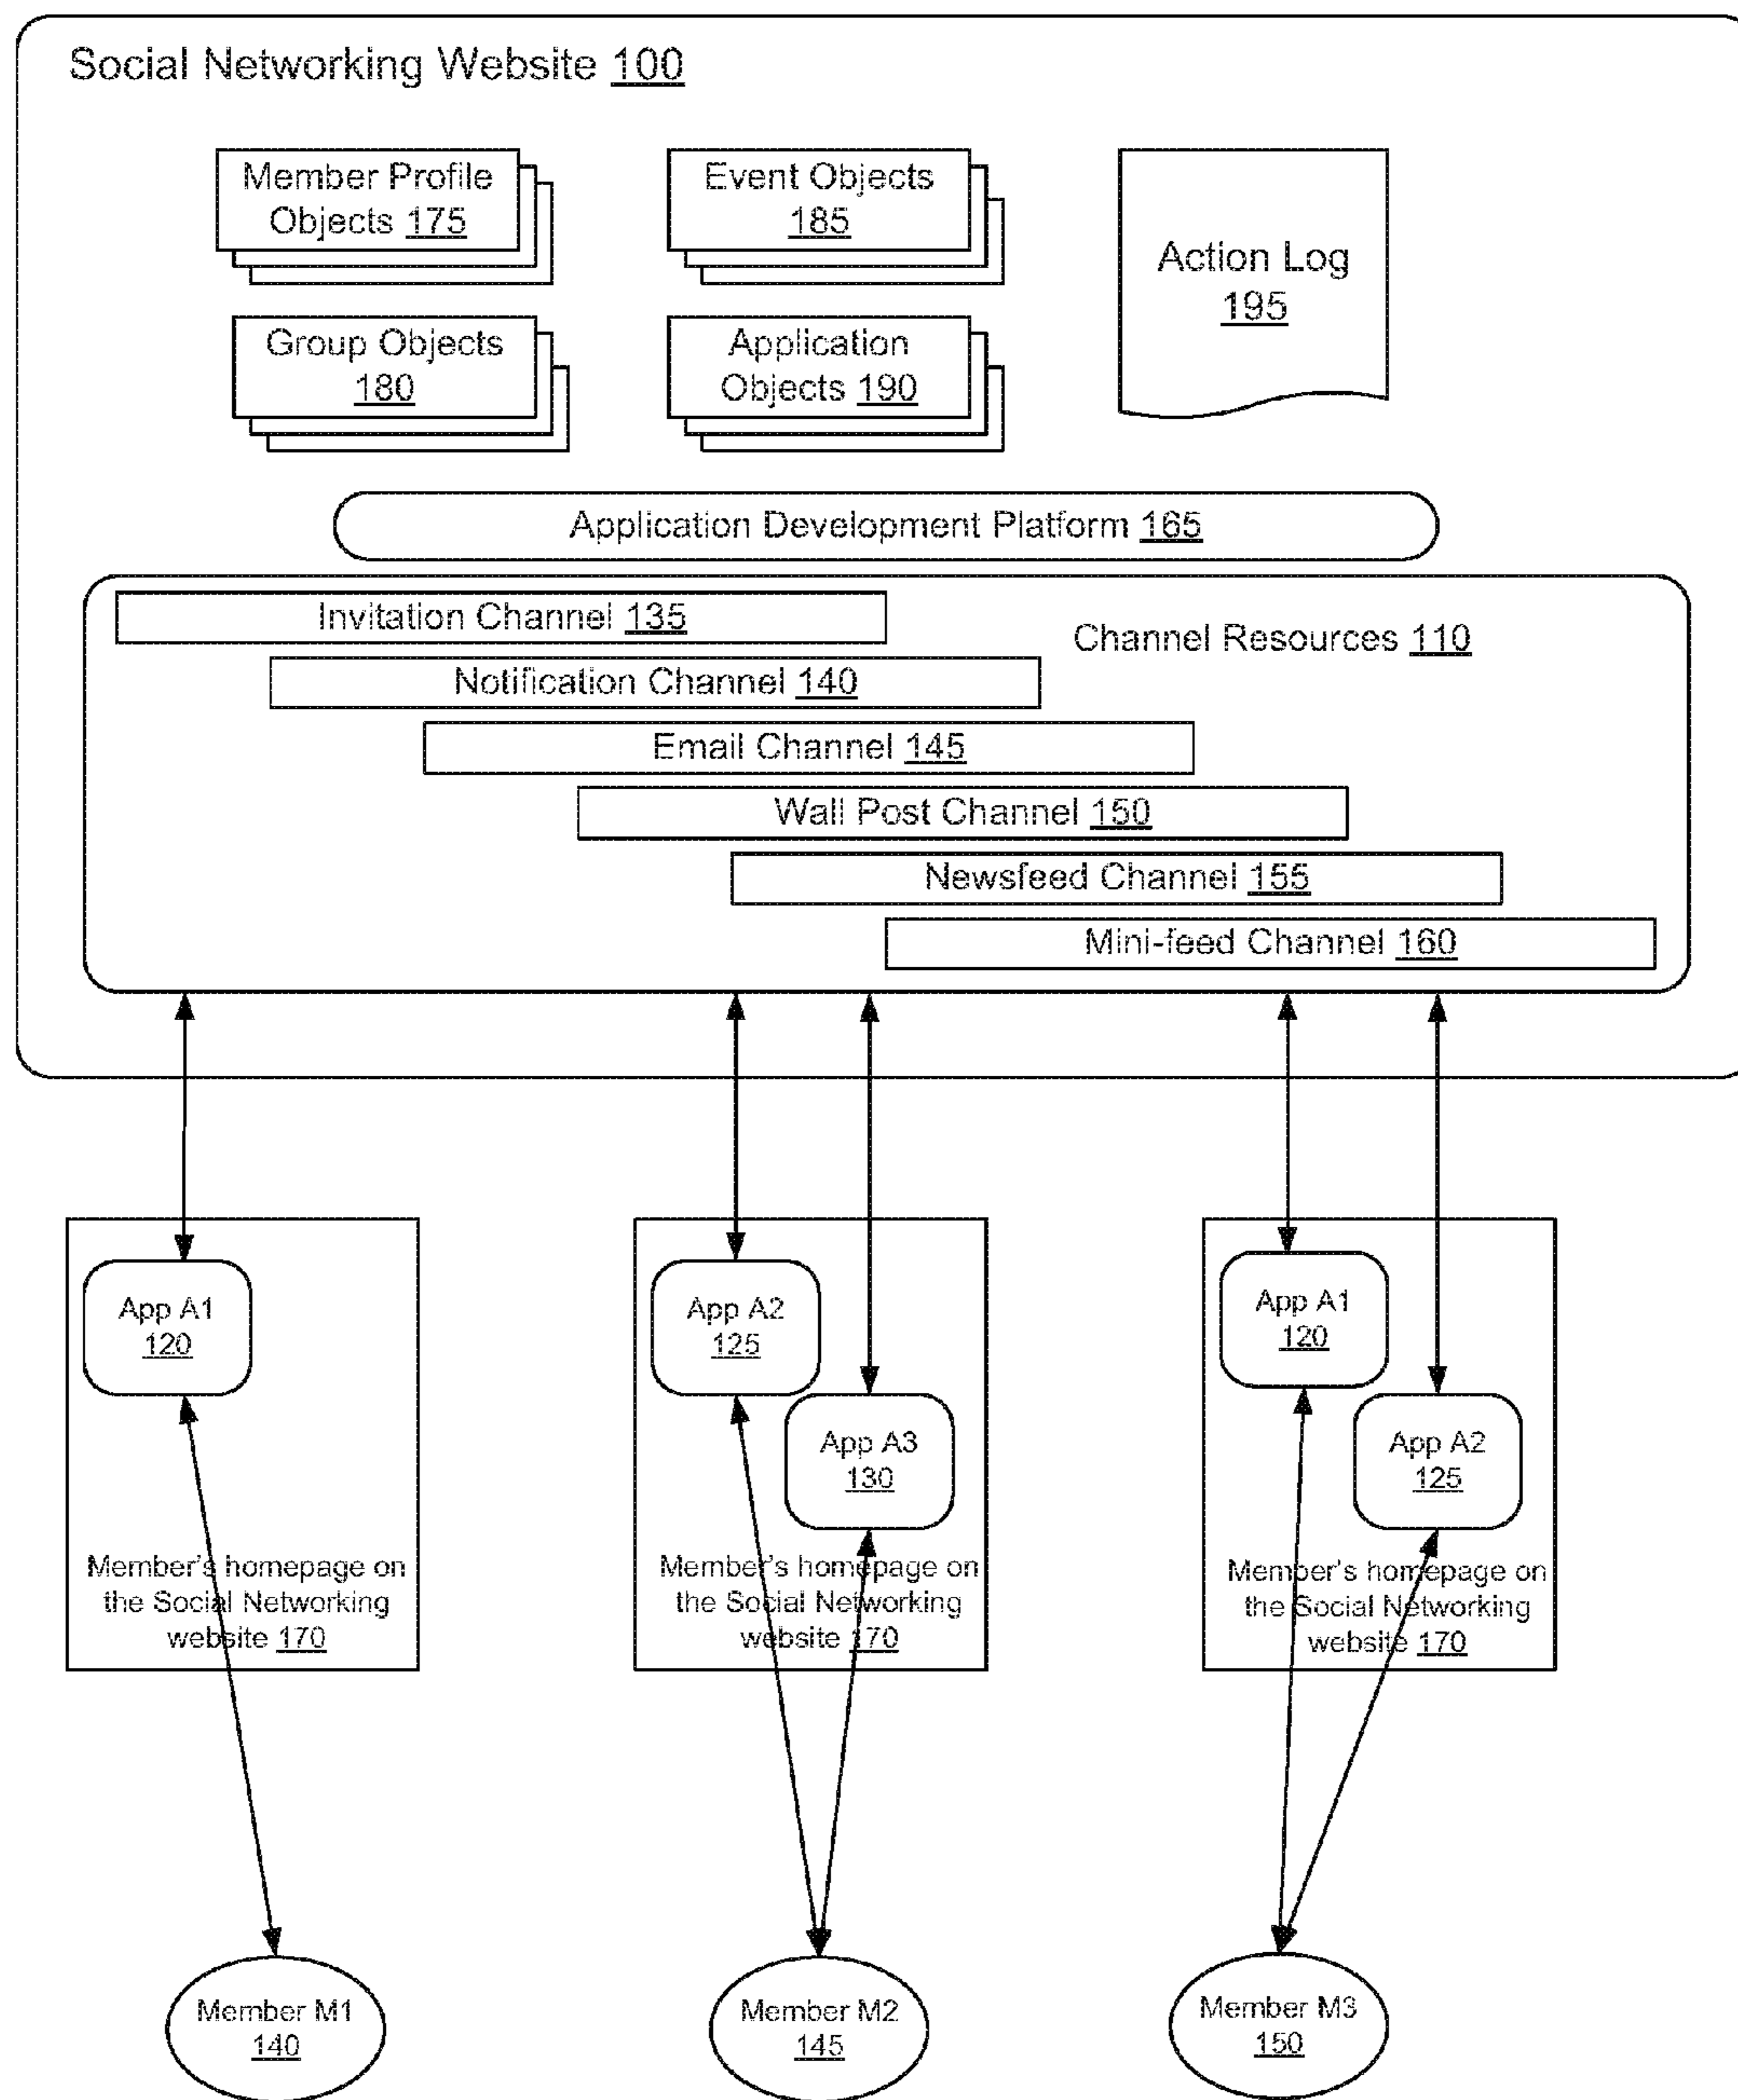 Social Networking Website 100
Member Profile
Objects 175
Event Objects
185
Action Log
195
Group Objects
180
Application
Objects 190
Application Development Platform 165
Invitation Channel 135
Channel Resources 110
Notification Channel 140
Email Channel 145
Wall Post Channel 150
Newsfeed Channel 155
Mini-feed Channel 160
App A1
120
Member's homepage on
the Social Networking
website 170
App A2
125
App A3
130
Member's homepage on
the Social Networking
website 170
App A1
120
App A2
125
Member's homepage on
the Social Networking
website 170
Member M1
140
Member M2
145
Member M3
150